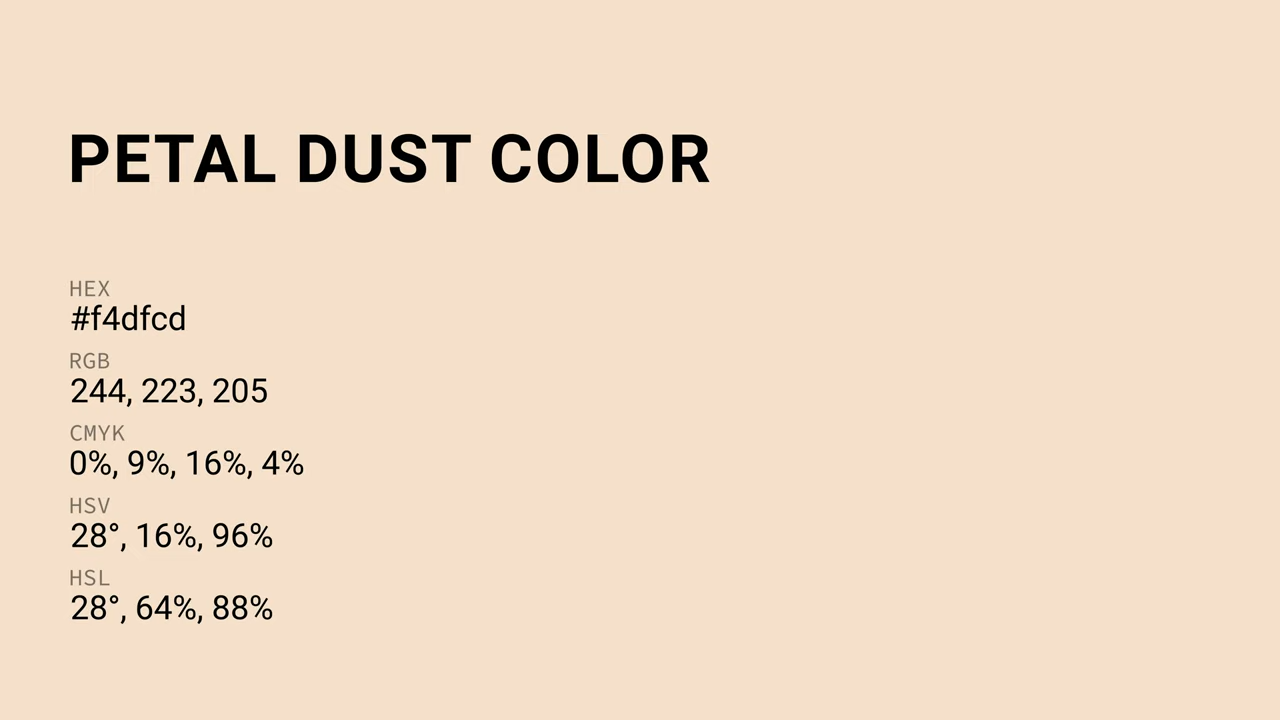 PETAL DUST COLOR
HEX
#f4dfcd
RGB
244, 223, 205
CMYK
0%, 9%, 16%, 4%
HSV
28°, 16%, 96%
HSL
28°, 64%, 88%